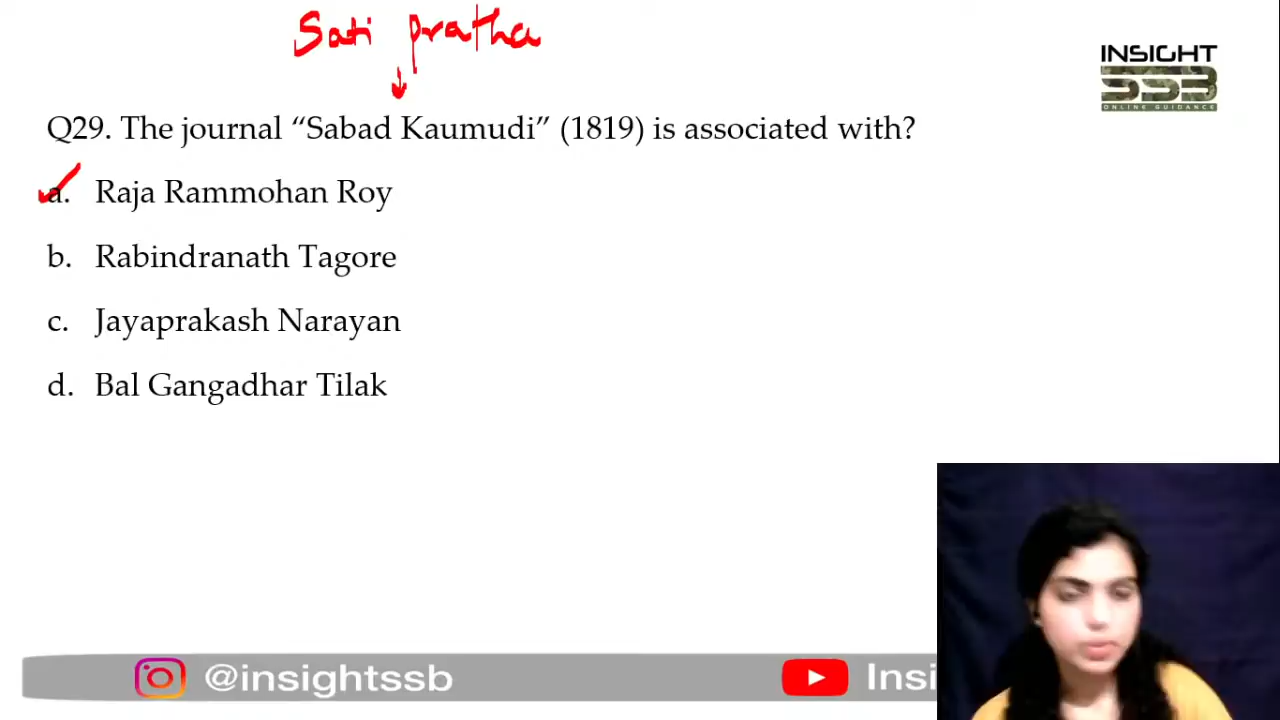 Sati pratha
INSIGHT
SSB
ONLINE GUIDANCE
Q29. The journal “Sabad Kaumudi” (1819) is associated with?
a. Raja Rammohan Roy
b. Rabindranath Tagore
c. Jayaprakash Narayan
d. Bal Gangadhar Tilak
@insightssb
Insi